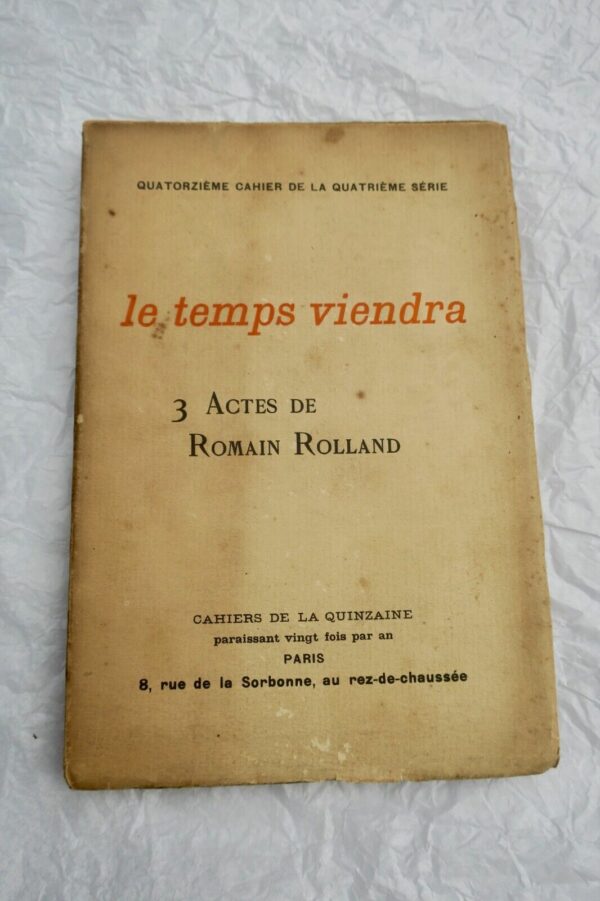 QUATORZIÈME CAHIER DE LA QUATRIÈME SÉRIE
le temps viendra
3 ACTES DE
ROMAIN ROLLAND
CAHIERS DE LA QUINZAINE
paraissant vingt fois par an
PARIS
8, rue de la Sorbonne, au rez-de-chaussée